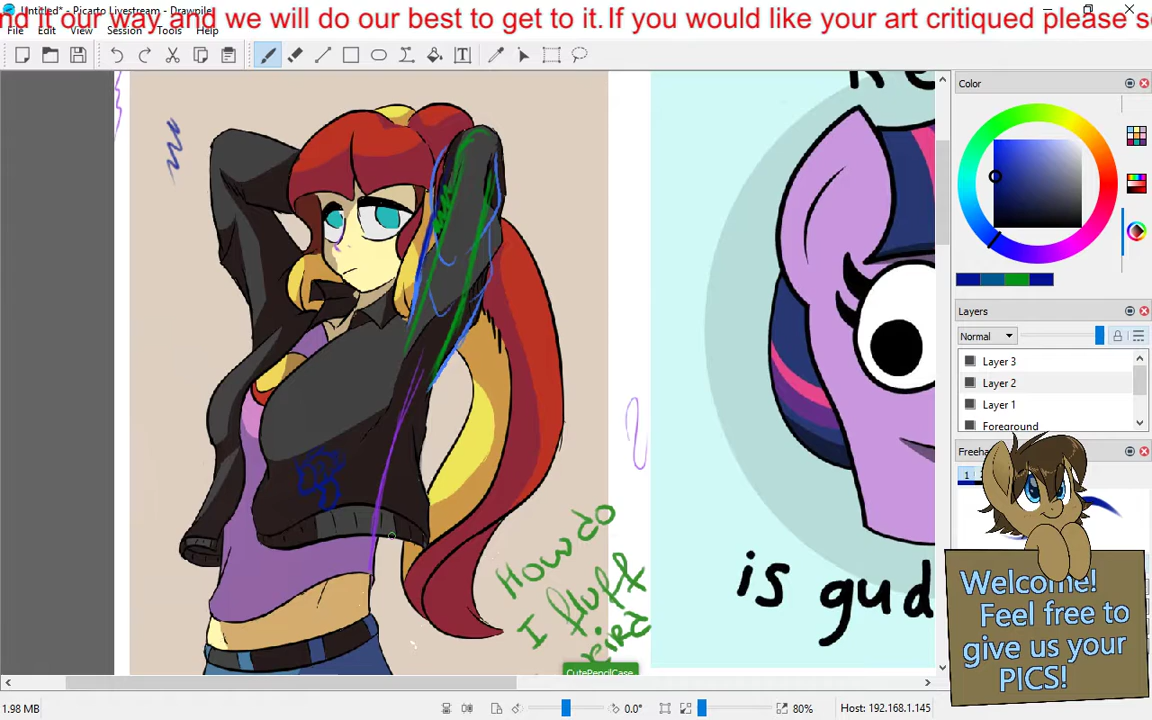 Untitled* - Picarto Livestream - Drawpile
nd it our way and we will do our best to get to it. If you would like your art critiqued please s
File Edit View Session Tools Help
Color
Layers
Normal
Layer 3
Layer 2
Layer 1
Foreground
1
is gud
How do
I fluff
CutePencilCase
Welcome!
Feel free to
give us your
PICS!
1.98 MB
0.0°
80%
Host: 192.168.1.145